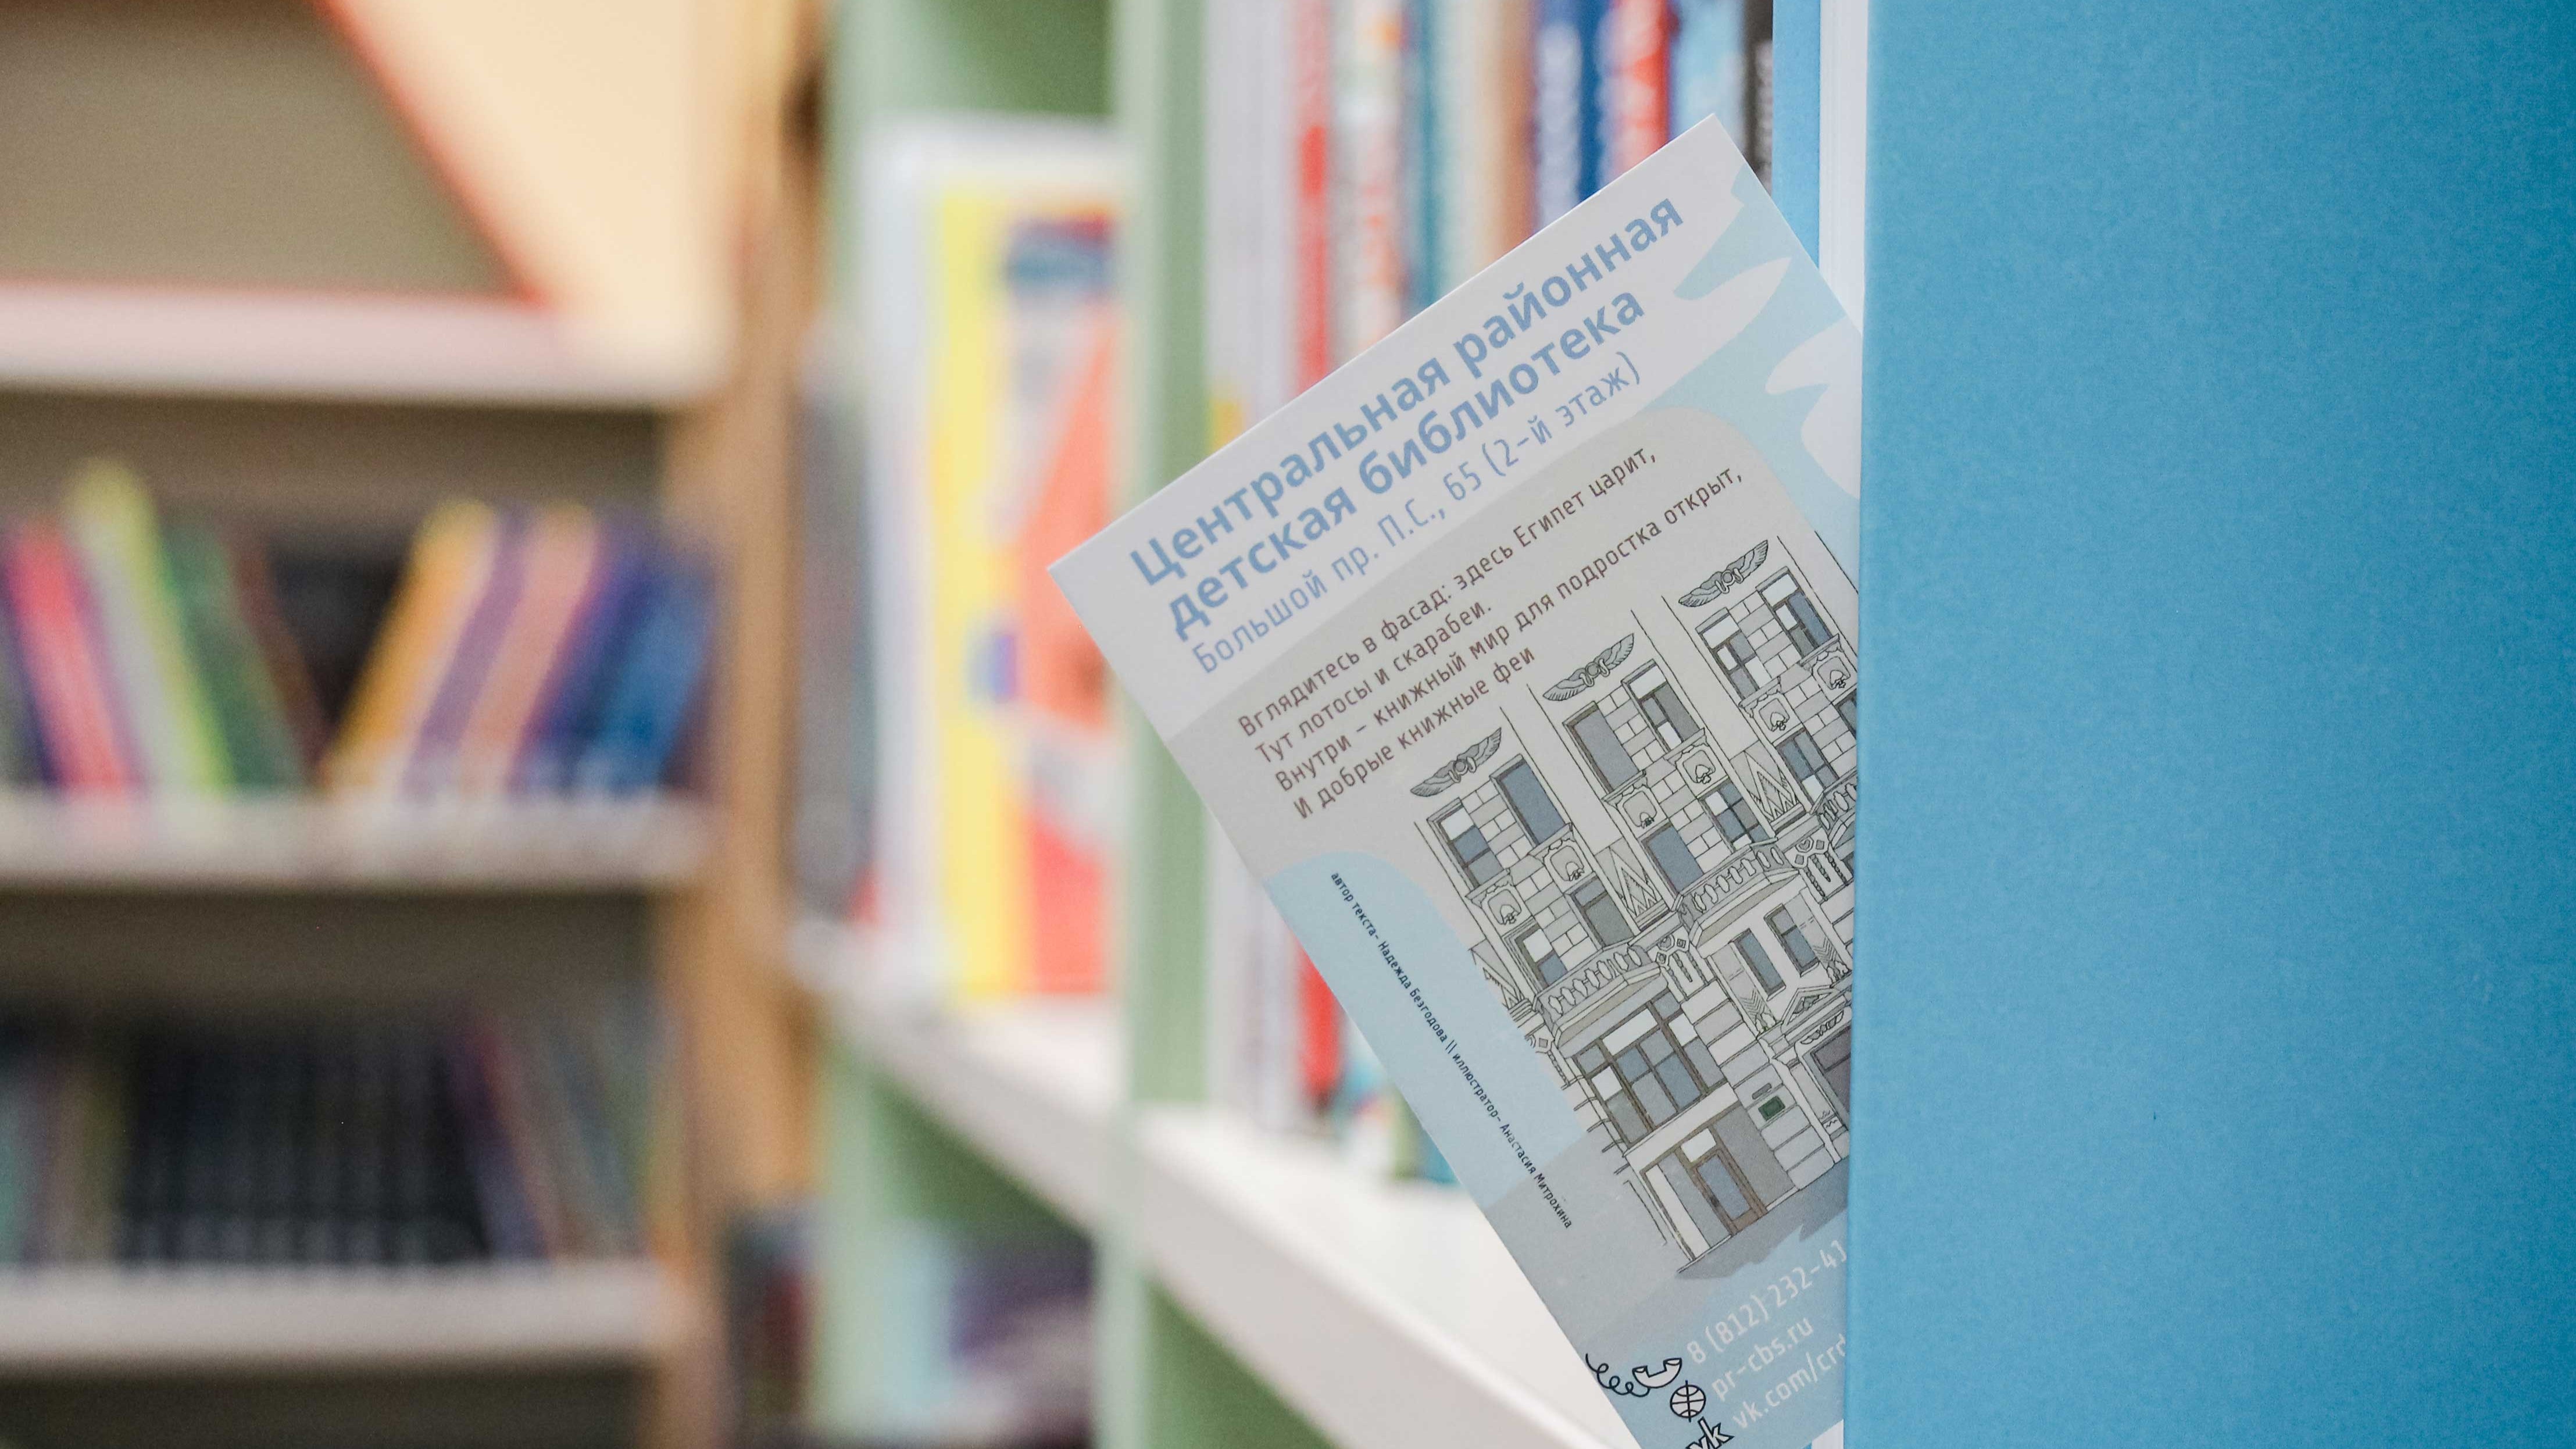 Центральная районная
детская библиотека
Большой пр. П.С., 65 (2-й этаж)
Вглядитесь в фасад: здесь Египет царит,
Тут лотосы и скарабеи.
Внутри – книжный мир для подростка открыт,
И добрые книжные феи
автор текста- Надежда Безгодова || иллюстратор- Анастасия Митрохина
8 (812) 232-41
pr-cbs.ru
vk.com/crd
vk